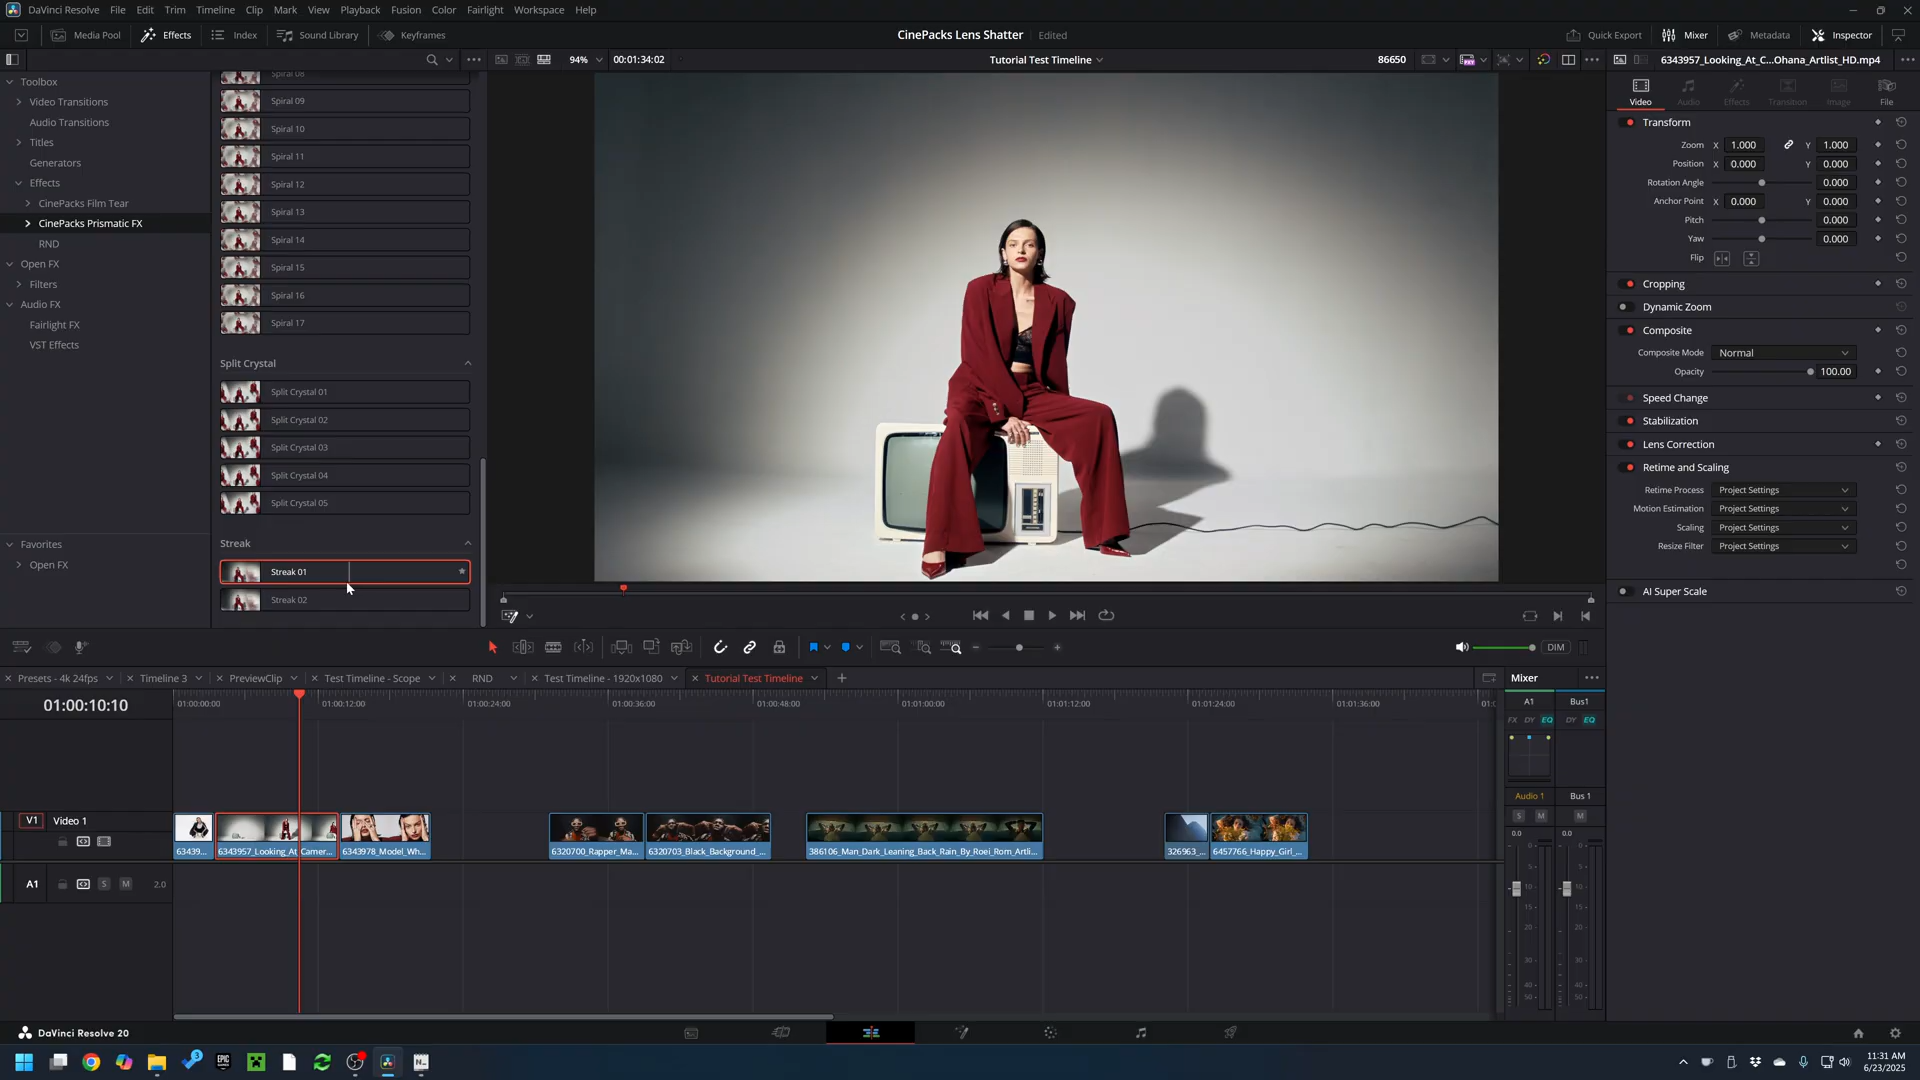 DaVinci Resolve File Edit Trim Timeline Clip Mark View Playback Fusion Color Fairlight Workspace Help
Media Pool Effects Index Sound Library Keyframes CinePacks Lens Shatter Edited Quick Export Mixer Metadata Inspector
94% 00:01:34:02 Tutorial Test Timeline 86650 6343957_Looking_At_C...Ohana_Artlist_HD.mp4
Toolbox
Video Transitions
Audio Transitions
Titles
Generators
Effects
CinePacks Film Tear
CinePacks Prismatic FX
RND
Open FX
Filters
Audio FX
Fairlight FX
VST Effects
Favorites
Open FX
Spiral 08
Spiral 09
Spiral 10
Spiral 11
Spiral 12
Spiral 13
Spiral 14
Spiral 15
Spiral 16
Spiral 17
Split Crystal
Split Crystal 01
Split Crystal 02
Split Crystal 03
Split Crystal 04
Split Crystal 05
Streak
Streak 01
Streak 02
Video Audio Effects Transition Image File
Transform
Zoom X 1.000 Y 1.000
Position X 0.000 Y 0.000
Rotation Angle 0.000
Anchor Point X 0.000 Y 0.000
Pitch 0.000
Yaw 0.000
Flip
Cropping
Dynamic Zoom
Composite
Composite Mode Normal
Opacity 100.00
Speed Change
Stabilization
Lens Correction
Retime and Scaling
Retime Process Project Settings
Motion Estimation Project Settings
Scaling Project Settings
Resize Filter Project Settings
AI Super Scale
DIM
Presets - 4k 24fps Timeline 3 PreviewClip Test Timeline - Scope RND Test Timeline - 1920x1080 Tutorial Test Timeline
01:00:10:10
01:00:00:00 01:00:12:00 01:00:24:00 01:00:36:00 01:00:48:00 01:01:00:00 01:01:12:00 01:01:24:00 01:01:36:00
V1 Video 1
63439... 6343957_Looking_At_Camer... 6343978_Model_Wh... 6320700_Rapper_Ma... 6320703_Black_Background_... 386106_Man_Dark_Leaning_Back_Rain_By_Roei_Rom_Artli... 326963_... 6457766_Happy_Girl_...
A1 S M 2.0
Mixer
A1 Bus1
FX DY EQ DY EQ
Audio 1 Bus 1
S M M
0.0 0.0
DaVinci Resolve 20
11:31 AM
6/23/2025